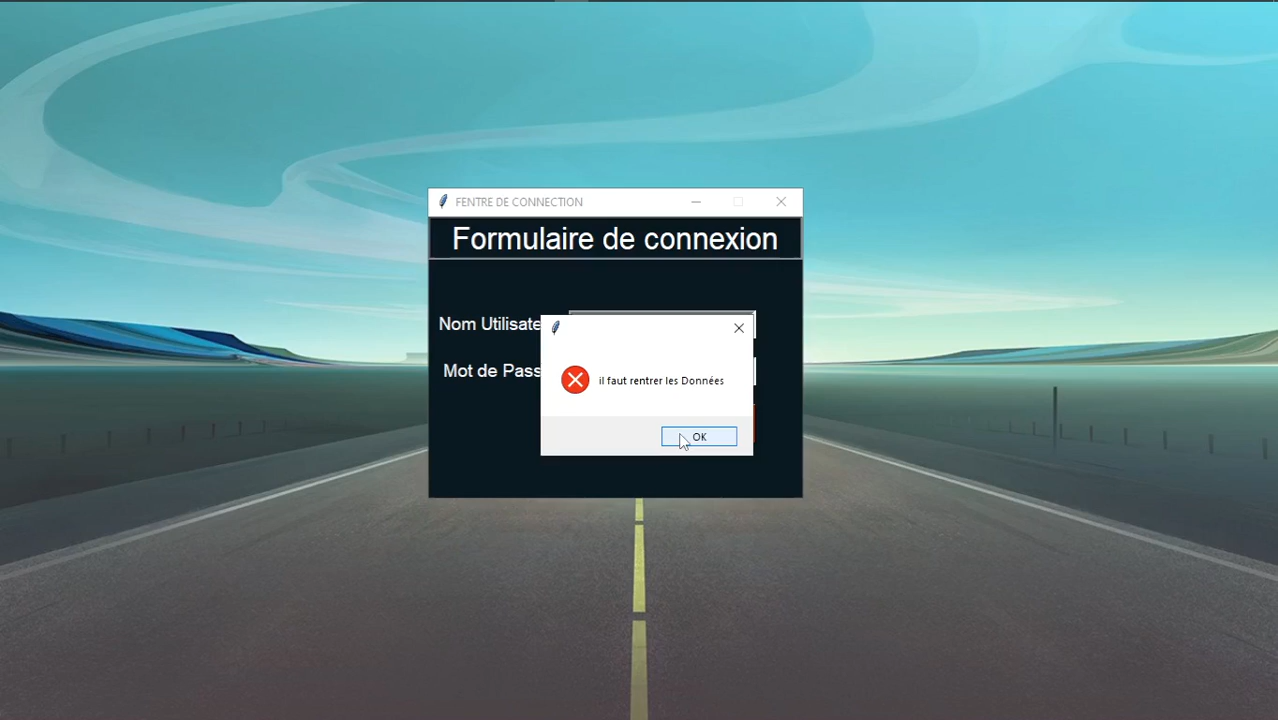 FENTRE DE CONNECTION
Formulaire de connexion
Nom Utilisate
Mot de Pass
il faut rentrer les Données
OK